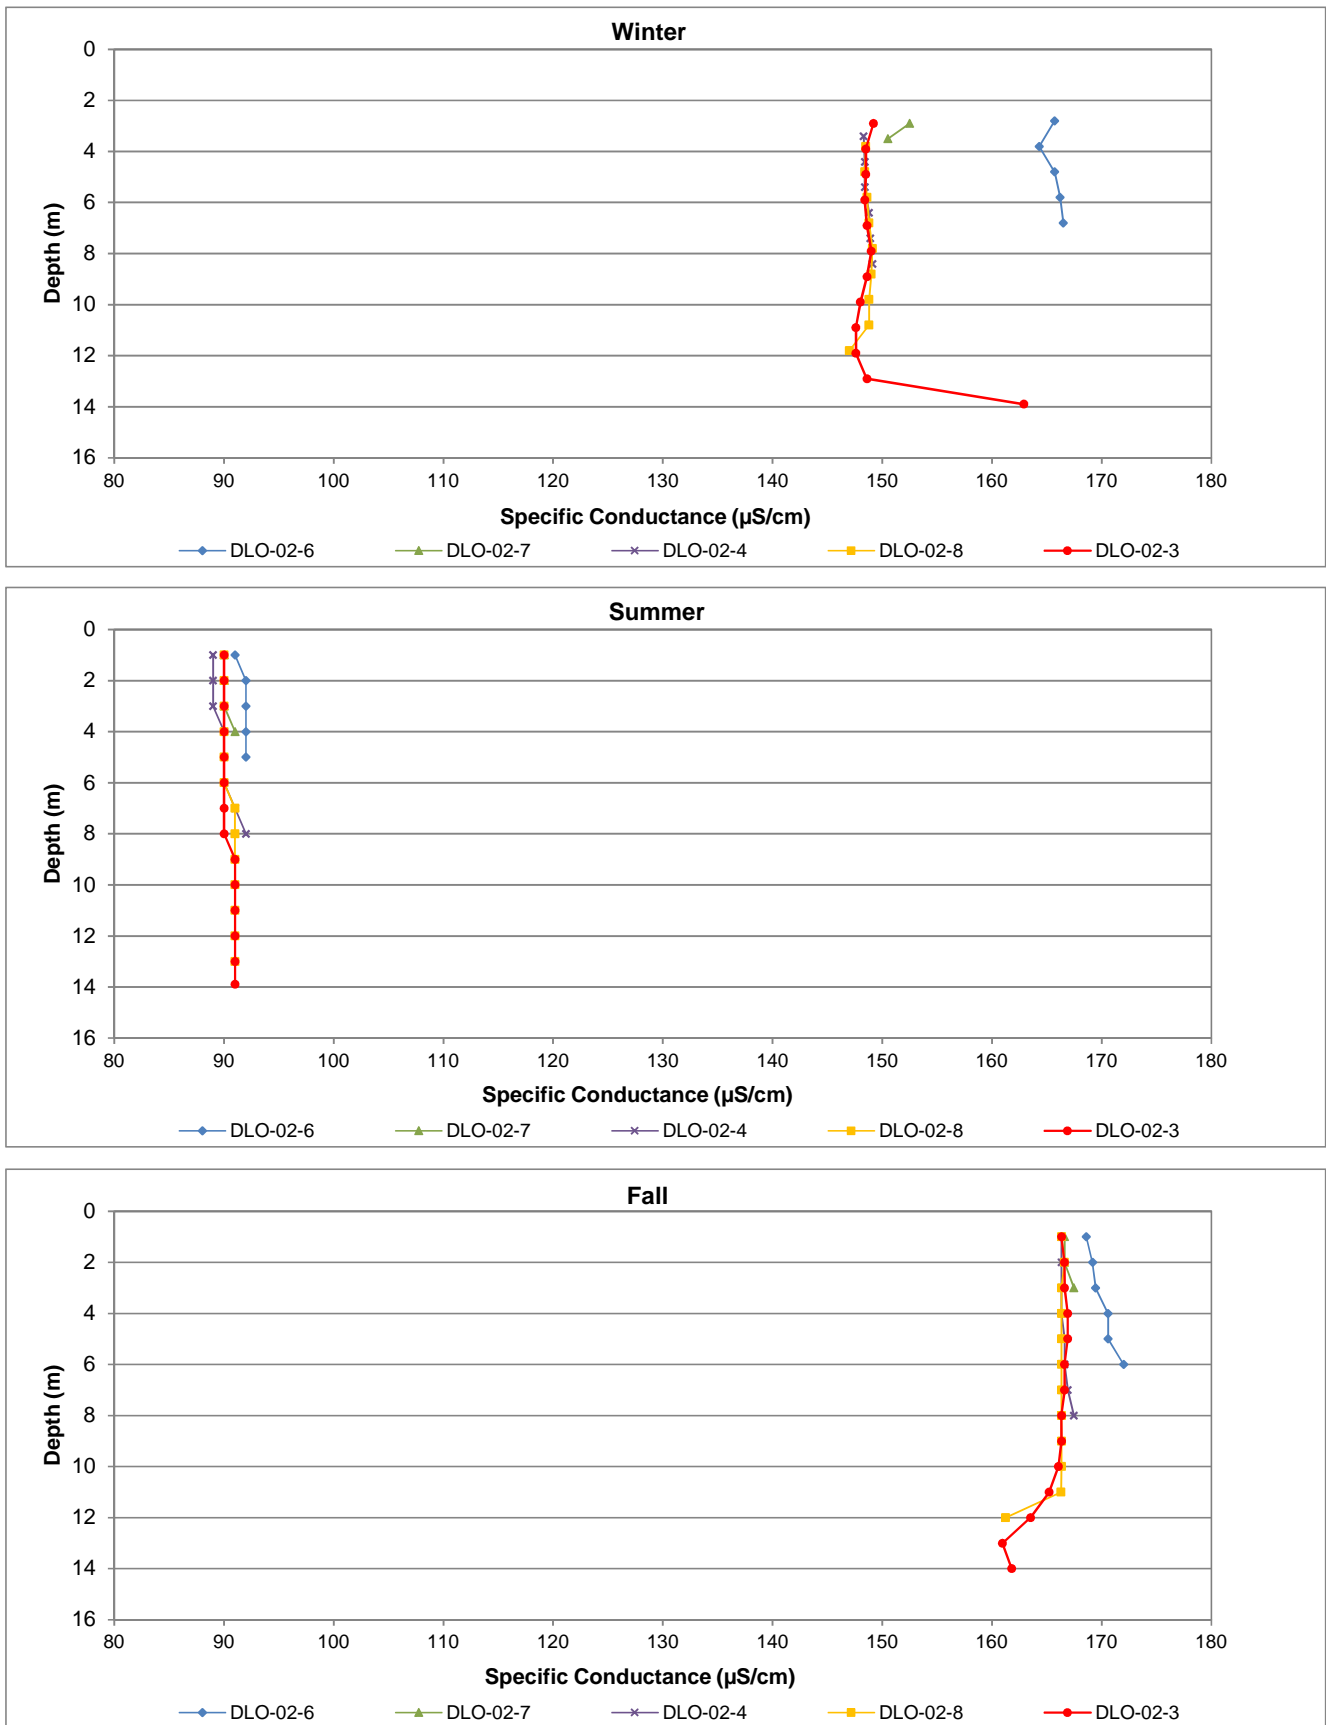 Winter
0
2
4
6
8
10
12
14
16
Depth (m)
80 90 100 110 120 130 140 150 160 170 180
Specific Conductance (µS/cm)
DLO-02-6 DLO-02-7 DLO-02-4 DLO-02-8 DLO-02-3
Summer
0
2
4
6
8
10
12
14
16
Depth (m)
80 90 100 110 120 130 140 150 160 170 180
Specific Conductance (µS/cm)
DLO-02-6 DLO-02-7 DLO-02-4 DLO-02-8 DLO-02-3
Fall
0
2
4
6
8
10
12
14
16
Depth (m)
80 90 100 110 120 130 140 150 160 170 180
Specific Conductance (µS/cm)
DLO-02-6 DLO-02-7 DLO-02-4 DLO-02-8 DLO-02-3